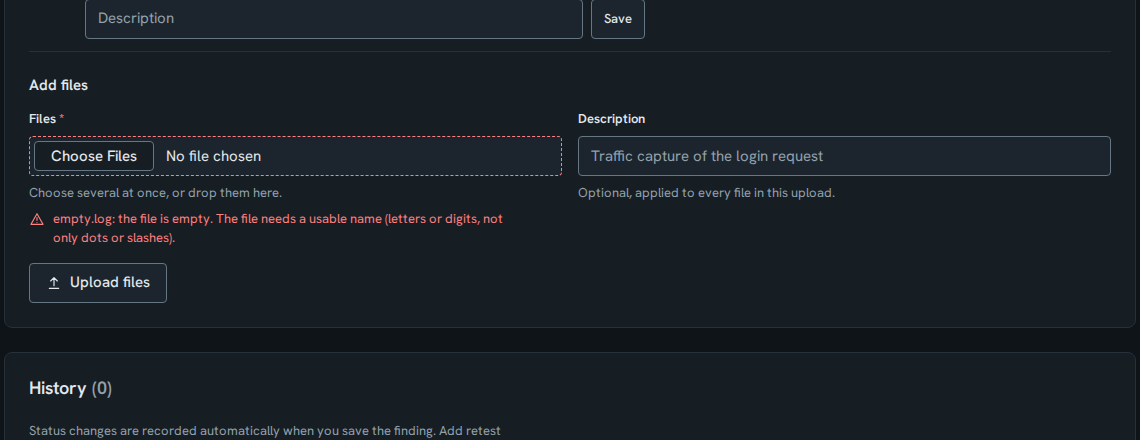 Description
Save
Add files
Files *
Description
Choose Files No file chosen
Traffic capture of the login request
Choose several at once, or drop them here.
Optional, applied to every file in this upload.
empty.log: the file is empty. The file needs a usable name (letters or digits, not
only dots or slashes).
Upload files
History (0)
Status changes are recorded automatically when you save the finding. Add retest